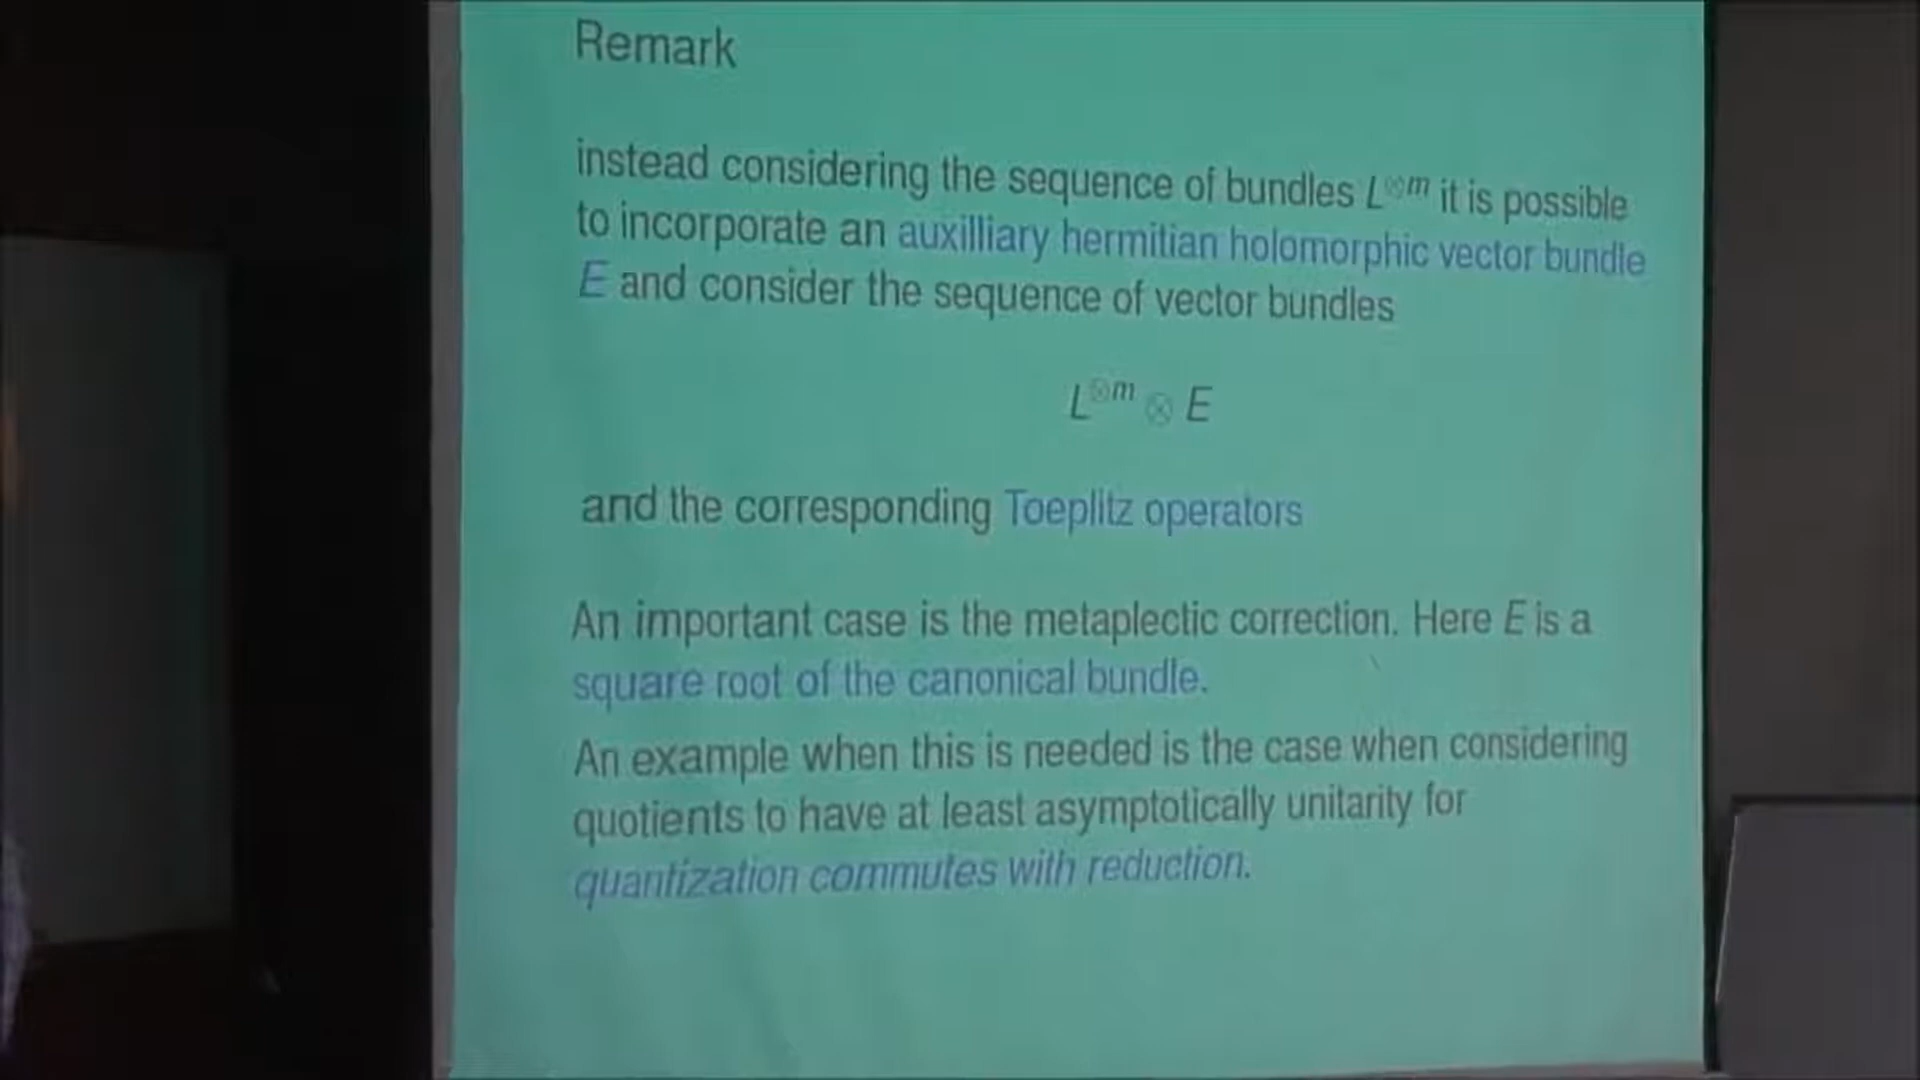 Remark
instead considering the sequence of bundles L⊗m it is possible
to incorporate an auxilliary hermitian holomorphic vector bundle
E and consider the sequence of vector bundles
L⊗m ⊗ E
and the corresponding Toeplitz operators
An important case is the metaplectic correction. Here E is a
square root of the canonical bundle.
An example when this is needed is the case when considering
quotients to have at least asymptotically unitarity for
quantization commutes with reduction.